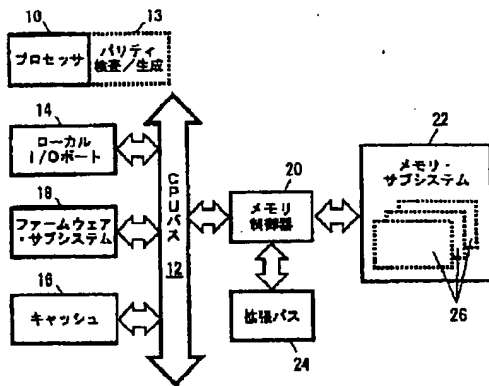 10
13
プロセッサ
パリティ
検査/生成
14
ローカル
I/Oポート
18
ファームウェア
・サブシステム
16
キャッシュ
CPUバス
12
20
メモリ
制御器
拡張バス
24
22
メモリ・
サブシステム
26